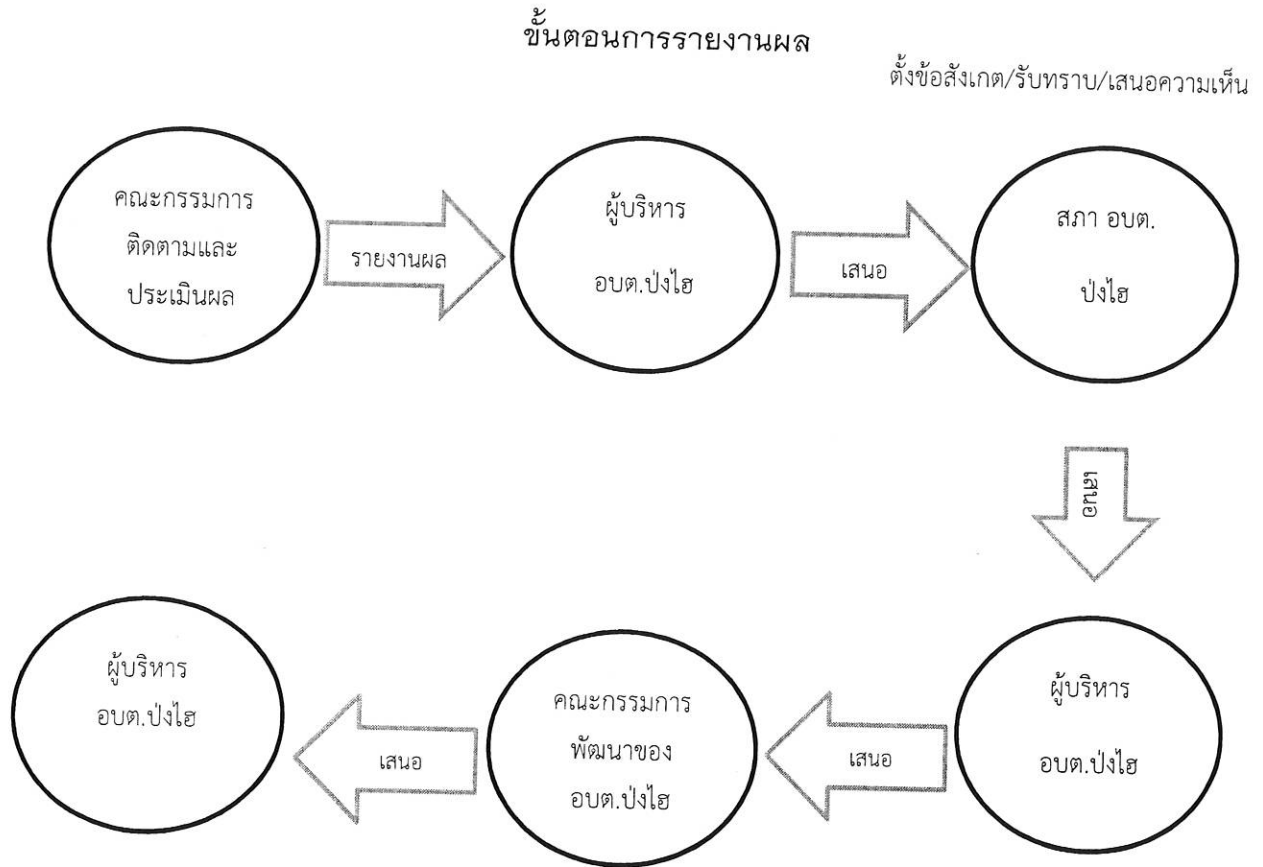 ขั้นตอนการรายงานผล
ตั้งข้อสังเกต/รับทราบ/เสนอความเห็น
คณะกรรมการ
ติดตามและ
ประเมินผล
รายงานผล
ผู้บริหาร
อบต.ป่งไฮ
เสนอ
สภา อบต.
ป่งไฮ
เสนอ
ผู้บริหาร
อบต.ป่งไฮ
เสนอ
คณะกรรมการ
พัฒนาของ
อบต.ป่งไฮ
เสนอ
ผู้บริหาร
อบต.ป่งไฮ